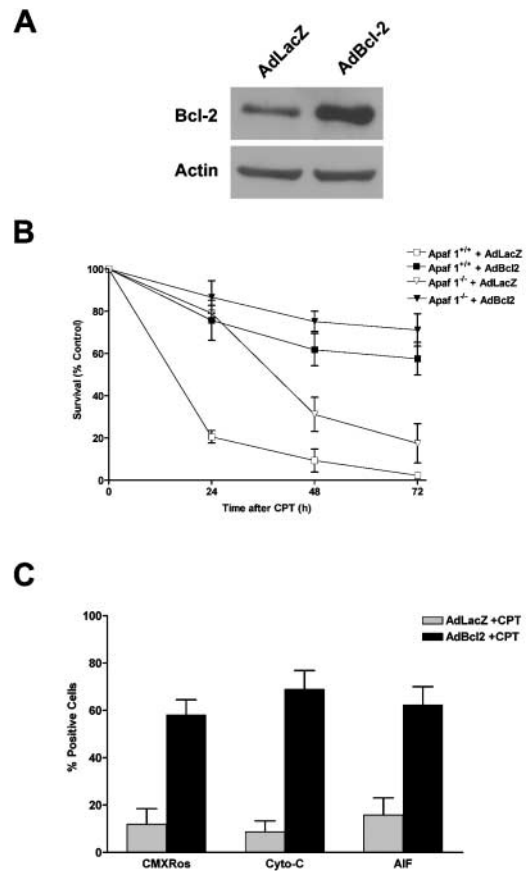 A
AdLacZ
AdBcl-2
Bcl-2
Actin
B
Apaf 1+/+ + AdLacZ
Apaf 1+/+ + AdBcl2
Apaf 1-/- + AdLacZ
Apaf 1-/- + AdBcl2
Survival (% Control)
100
80
60
40
20
0
0
24
48
72
Time after CPT (h)
C
AdLacZ +CPT
AdBcl2 +CPT
% Positive Cells
100
80
60
40
20
0
CMXRos
Cyto-C
AIF